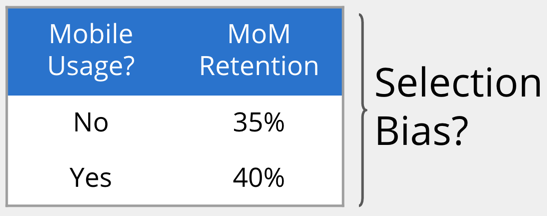 Mobile Usage? MoM Retention
No 35%
Yes 40%
Selection
Bias?